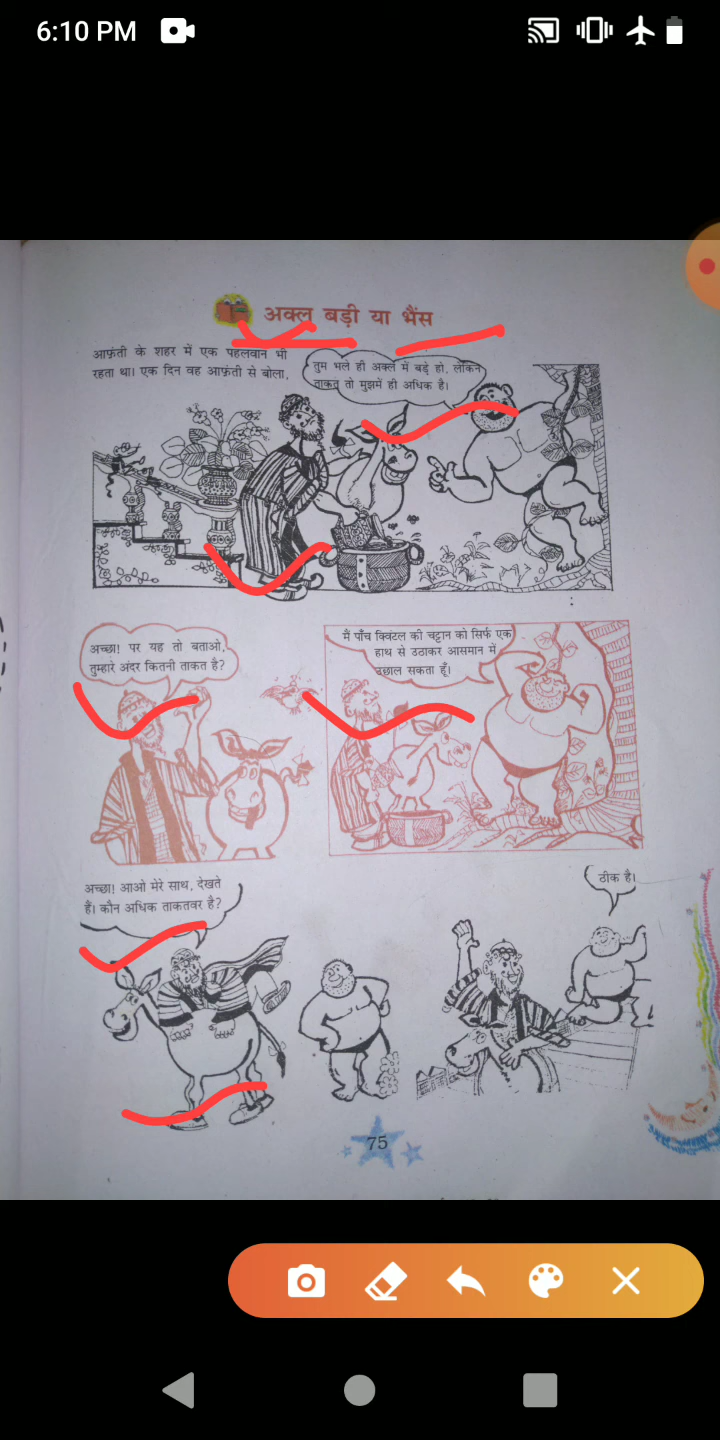 6:10 PM
अक्ल बड़ी या भैंस
आफ़ंती के शहर में एक पहलवान भी
रहता था। एक दिन वह आफ़ंती से बोला,
तुम भले ही अक्ल में बड़े हो, लेकिन
ताकत तो मुझमें ही अधिक है।
अच्छा! पर यह तो बताओ,
तुम्हारे अंदर कितनी ताकत है?
मैं पाँच क्विंटल की चट्टान को सिर्फ एक
हाथ से उठाकर आसमान में
उछाल सकता हूँ।
अच्छा! आओ मेरे साथ, देखते
हैं। कौन अधिक ताकतवर है?
ठीक है।
75